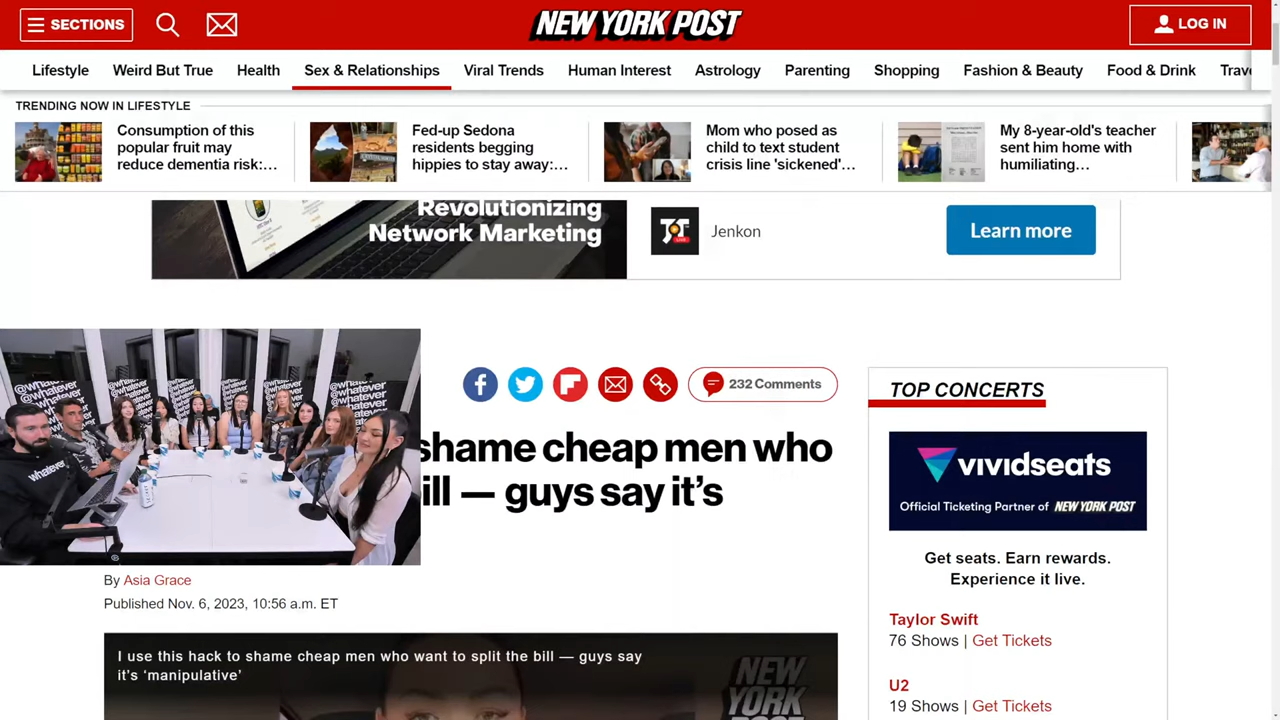 SECTIONS
NEW YORK POST
LOG IN
Lifestyle
Weird But True
Health
Sex & Relationships
Viral Trends
Human Interest
Astrology
Parenting
Shopping
Fashion & Beauty
Food & Drink
TRENDING NOW IN LIFESTYLE
Consumption of this
popular fruit may
reduce dementia risk:...
Fed-up Sedona
residents begging
hippies to stay away:...
Mom who posed as
child to text student
crisis line 'sickened'...
My 8-year-old's teacher
sent him home with
humiliating...
Revolutionizing
Network Marketing
Jenkon
Learn more
232 Comments
shame cheap men who
— guys say it's
By Asia Grace
Published Nov. 6, 2023, 10:56 a.m. ET
I use this hack to shame cheap men who want to split the bill — guys say
it's 'manipulative'
NEW
YORK
TOP CONCERTS
vividseats
Official Ticketing Partner of NEW YORK POST
Get seats. Earn rewards.
Experience it live.
Taylor Swift
76 Shows | Get Tickets
U2
19 Shows | Get Tickets
@whatever
whatever